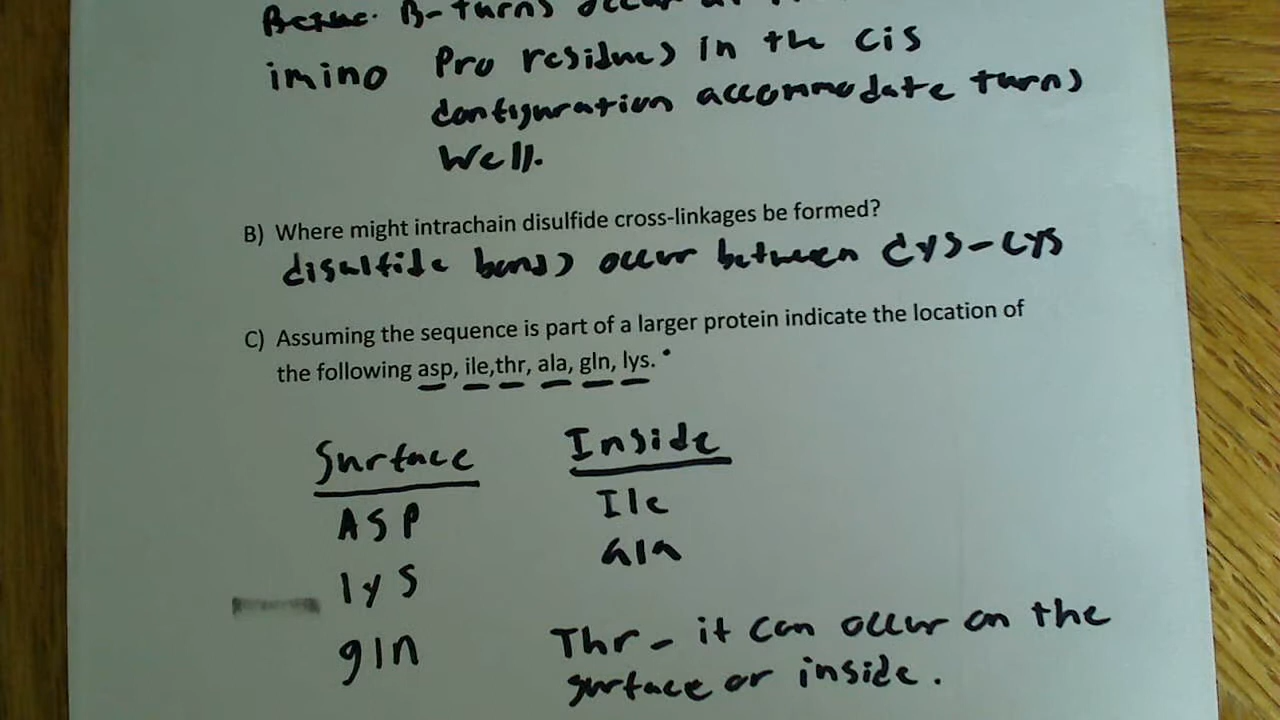 B-turns occur at
imino Pro residues in the cis
configuration accommodate turns
well.
B) Where might intrachain disulfide cross-linkages be formed?
disulfide bonds occur between cys-cys
C) Assuming the sequence is part of a larger protein indicate the location of
the following asp, ile,thr, ala, gln, lys.
Surface Inside
ASP Ile
lys ala
gln Thr - it can occur on the
surface or inside.